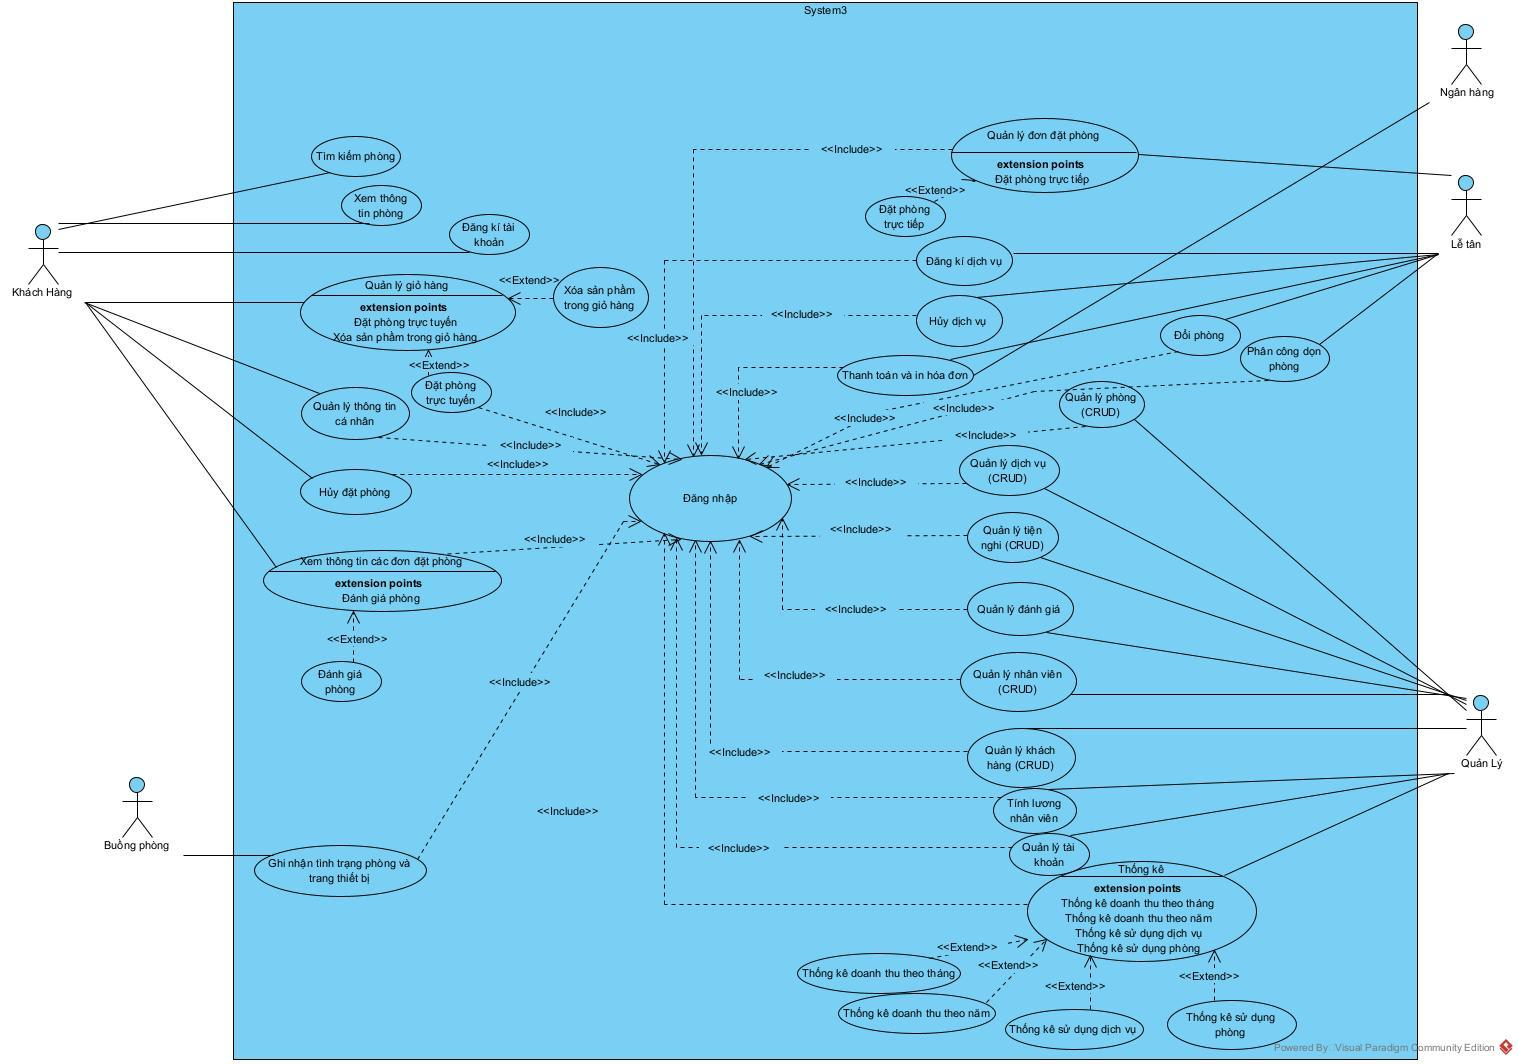 System3
Ngân hàng
Quản lý đơn đặt phòng
extension points
Đặt phòng trực tiếp
<<Include>>
<<Extend>>
Đặt phòng
trực tiếp
Lễ tân
Tìm kiếm phòng
Xem thông
tin phòng
Đăng kí tài
khoản
Khách Hàng
Quản lý giỏ hàng
extension points
Đặt phòng trực tuyến
Xóa sản phầm trong giỏ hàng
<<Extend>>
Xóa sản phầm
trong giỏ hàng
<<Extend>>
Đặt phòng
trực tuyến
Đăng kí dịch vụ
<<Include>>
Hủy dịch vụ
<<Include>>
Đổi phòng
Phân công dọn
phòng
Thanh toán và in hóa đơn
<<Include>>
Quản lý phòng
(CRUD)
<<Include>>
<<Include>>
<<Include>>
Quản lý thông tin
cá nhân
<<Include>>
<<Include>>
<<Include>>
Hủy đặt phòng
Đăng nhập
Quản lý dịch vụ
(CRUD)
<<Include>>
Quản lý tiện
nghi (CRUD)
<<Include>>
<<Include>>
Xem thông tin các đơn đặt phòng
extension points
Đánh giá phòng
<<Extend>>
Đánh giá
phòng
Quản lý đánh giá
<<Include>>
Quản lý nhân viên
(CRUD)
<<Include>>
<<Include>>
Quản lý khách
hàng (CRUD)
<<Include>>
Quản Lý
Tính lương
nhân viên
<<Include>>
<<Include>>
Buồng phòng
Ghi nhận tình trạng phòng và
trang thiết bị
Quản lý tài
khoản
<<Include>>
Thống kê
extension points
Thống kê doanh thu theo tháng
Thống kê doanh thu theo năm
Thống kê sử dụng dịch vụ
Thống kê sử dụng phòng
<<Extend>>
<<Extend>>
<<Extend>>
<<Extend>>
Thống kê doanh thu theo tháng
Thống kê doanh thu theo năm
Thống kê sử dụng dịch vụ
Thống kê sử dụng
phòng
Powered By: Visual Paradigm Community Edition